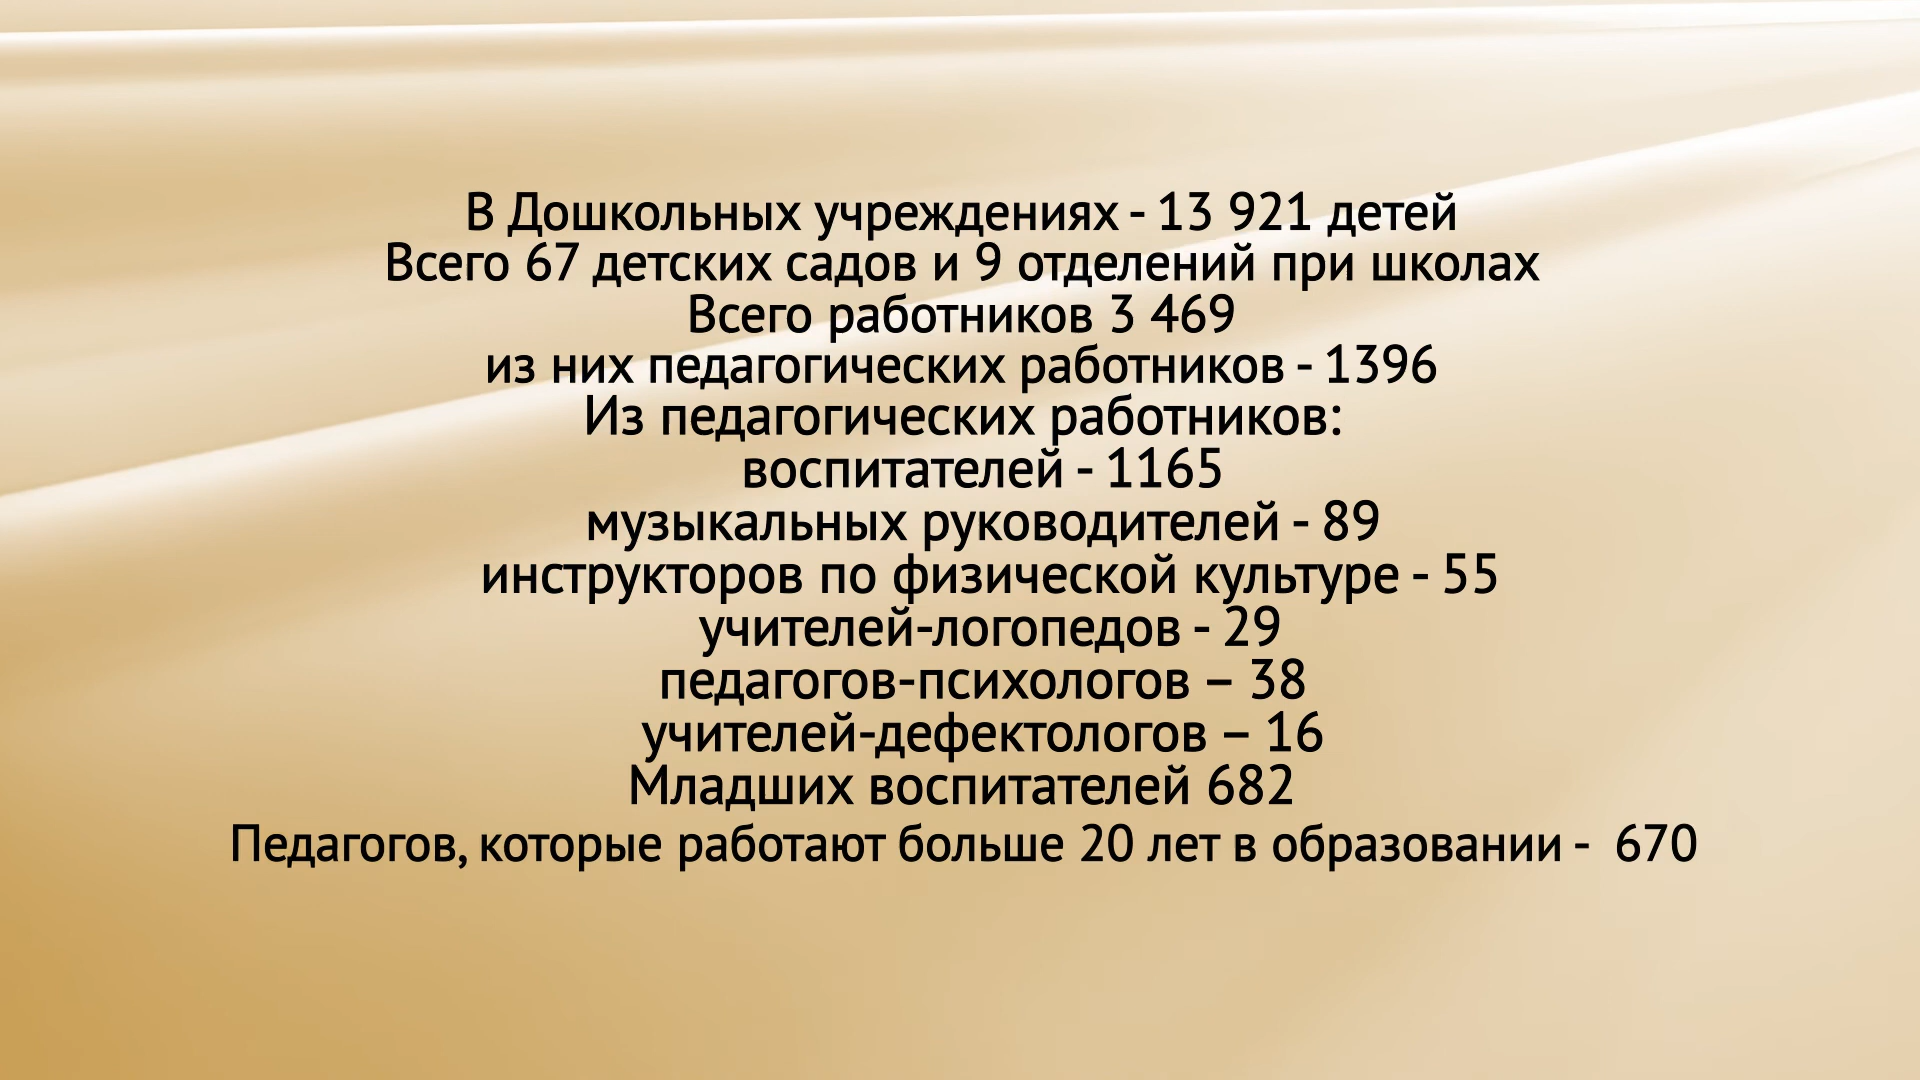 В Дошкольных учреждениях - 13 921 детей
Всего 67 детских садов и 9 отделений при школах
Всего работников 3 469
из них педагогических работников - 1396
Из педагогических работников:
воспитателей - 1165
музыкальных руководителей - 89
инструкторов по физической культуре - 55
учителей-логопедов - 29
педагогов-психологов – 38
учителей-дефектологов – 16
Младших воспитателей 682
Педагогов, которые работают больше 20 лет в образовании - 670